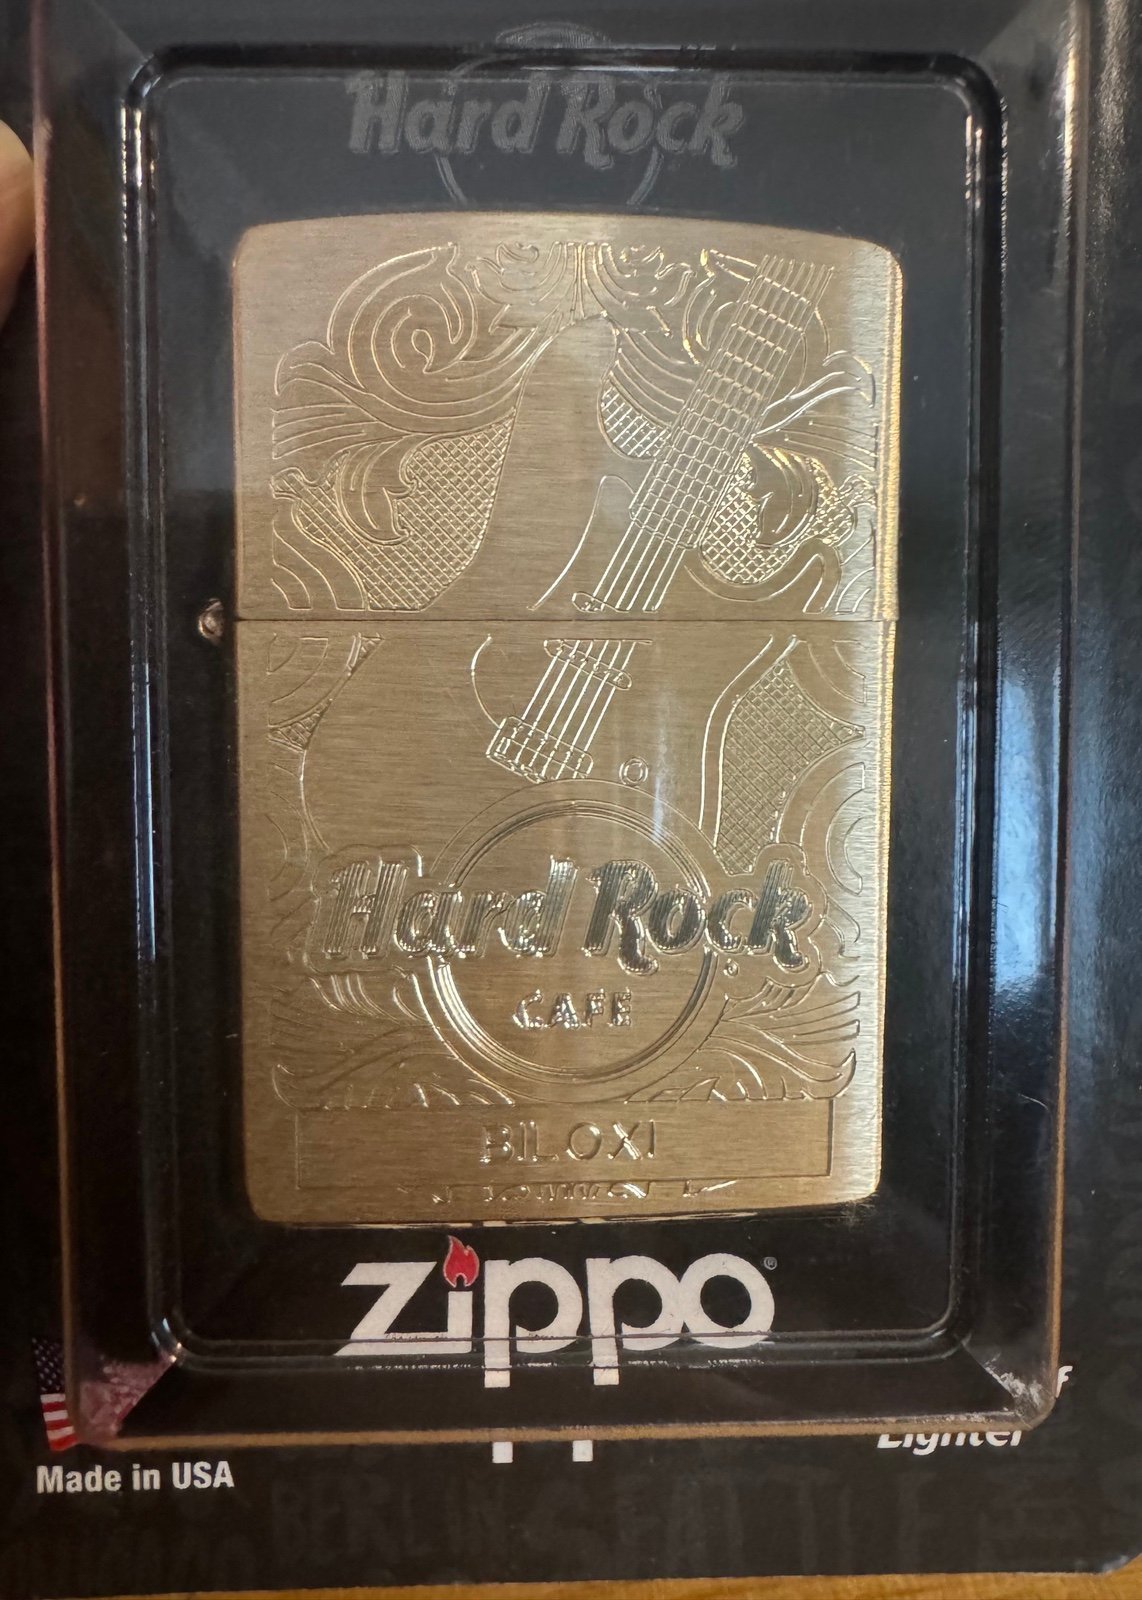 Hard Rock
Hard Rock
CAFE
BILOXI
zippo®
Lighter
Made in USA